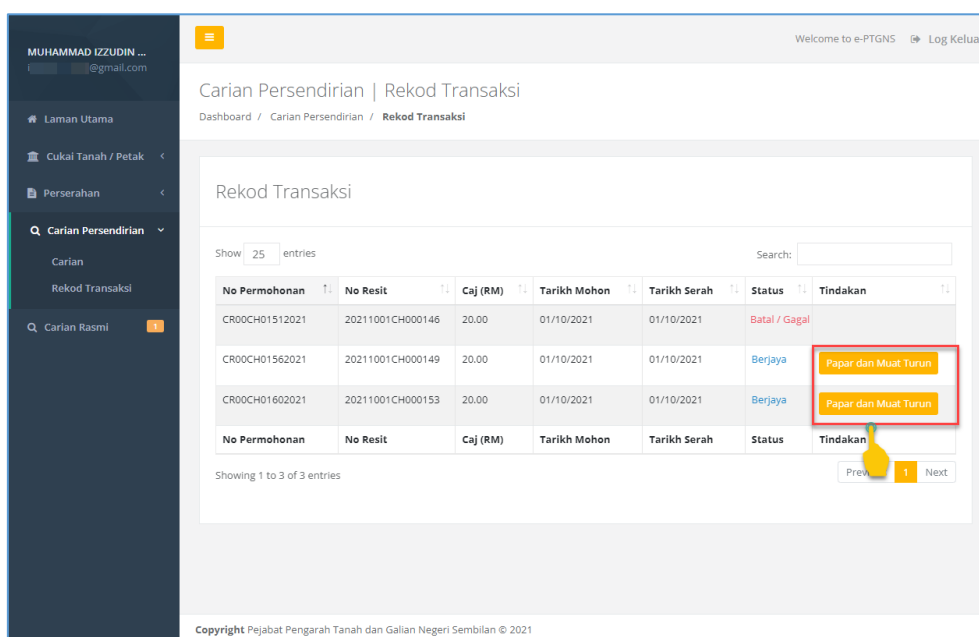 MUHAMMAD IZZUDIN ...
i @gmail.com
Laman Utama
Cukai Tanah / Petak
Perserahan
Carian Persendirian
Carian
Rekod Transaksi
Carian Rasmi 1
Welcome to e-PTGNS Log Kelua
Carian Persendirian | Rekod Transaksi
Dashboard / Carian Persendirian / Rekod Transaksi
Rekod Transaksi
Show 25 entries Search:
No Permohonan No Resit Caj (RM) Tarikh Mohon Tarikh Serah Status Tindakan
CR00CH01512021 20211001CH000146 20.00 01/10/2021 01/10/2021 Batal / Gagal
CR00CH01562021 20211001CH000149 20.00 01/10/2021 01/10/2021 Berjaya Papar dan Muat Turun
CR00CH01602021 20211001CH000153 20.00 01/10/2021 01/10/2021 Berjaya Papar dan Muat Turun
No Permohonan No Resit Caj (RM) Tarikh Mohon Tarikh Serah Status Tindakan
Showing 1 to 3 of 3 entries 1 Next
Copyright Pejabat Pengarah Tanah dan Galian Negeri Sembilan © 2021